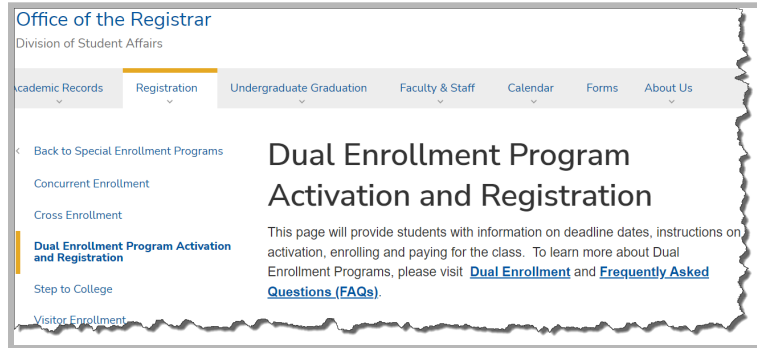 Office of the Registrar
Division of Student Affairs
Academic Records
Registration
Undergraduate Graduation
Faculty & Staff
Calendar
Forms
About Us
Back to Special Enrollment Programs
Concurrent Enrollment
Cross Enrollment
Dual Enrollment Program Activation
and Registration
Step to College
Visitor Enrollment
Dual Enrollment Program
Activation and Registration
This page will provide students with information on deadline dates, instructions on
activation, enrolling and paying for the class. To learn more about Dual
Enrollment Programs, please visit Dual Enrollment and Frequently Asked
Questions (FAQs).